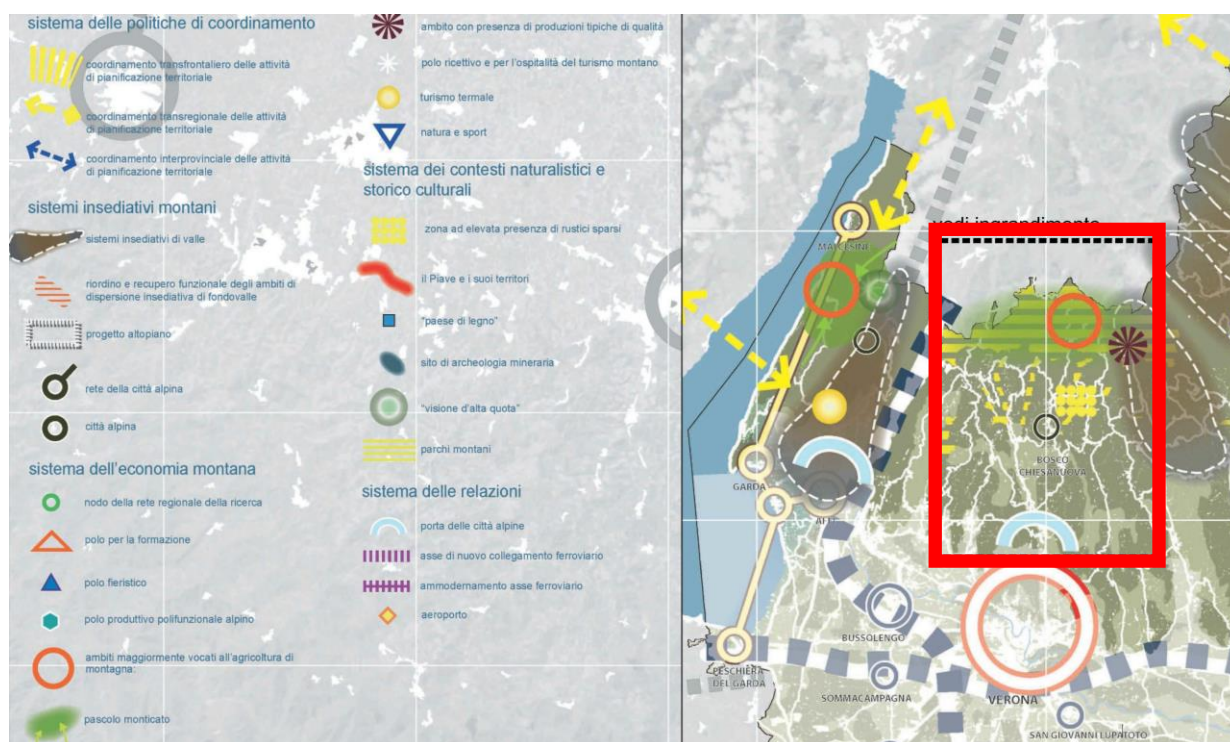 sistema delle politiche di coordinamento
coordinamento transfrontaliero delle attività
di pianificazione territoriale
coordinamento transregionale delle attività
di pianificazione territoriale
coordinamento interprovinciale delle attività
di pianificazione territoriale
sistemi insediativi montani
sistemi insediativi di valle
riordino e recupero funzionale degli ambiti di
dispersione insediativa di fondovalle
progetto altopiano
rete della città alpina
città alpina
sistema dell'economia montana
nodo della rete regionale della ricerca
polo per la formazione
polo fieristico
polo produttivo polifunzionale alpino
ambiti maggiormente vocati all'agricoltura di
montagna:
pascolo monticato
ambito con presenza di produzioni tipiche di qualità
polo ricettivo e per l'ospitalità del turismo montano
turismo termale
natura e sport
sistema dei contesti naturalistici e
storico culturali
zona ad elevata presenza di rustici sparsi
il Piave e i suoi territori
"paese di legno"
sito di archeologia mineraria
"visione d'alta quota"
parchi montani
sistema delle relazioni
porta delle città alpine
asse di nuovo collegamento ferroviario
ammodernamento asse ferroviario
aeroporto
vedi ingrandimento
MALCESINE
BOSCO
CHIESANUOVA
GARDA
AFFI
BUSSOLENGO
PESCHIERA
DEL GARDA
SOMMACAMPAGNA
VERONA
SAN GIOVANNI LUPATOTO